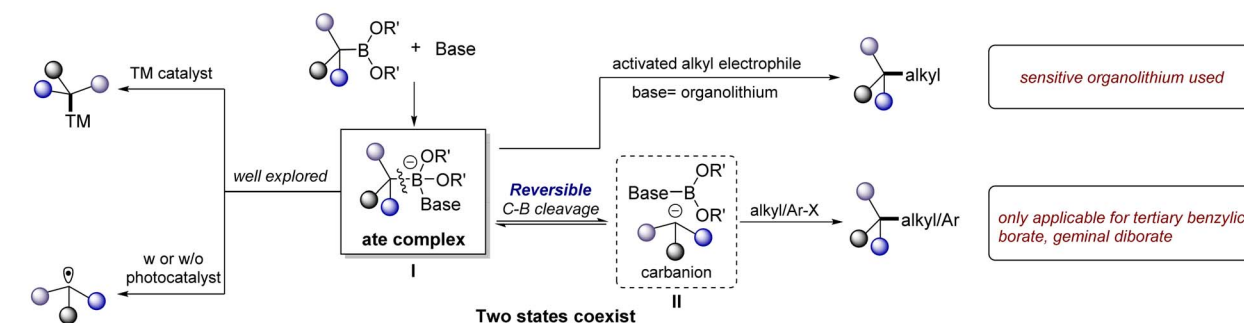 OR'
B
OR'
+ Base
TM catalyst
TM
well explored
w or w/o
photocatalyst
⊖
OR'
B
OR'
Base
ate complex
I
Reversible
C-B cleavage
OR'
Base B
OR'
⊖
carbanion
II
Two states coexist
activated alkyl electrophile
base= organolithium
alkyl
sensitive organolithium used
alkyl/Ar-X
alkyl/Ar
only applicable for tertiary benzylic
borate, geminal diborate